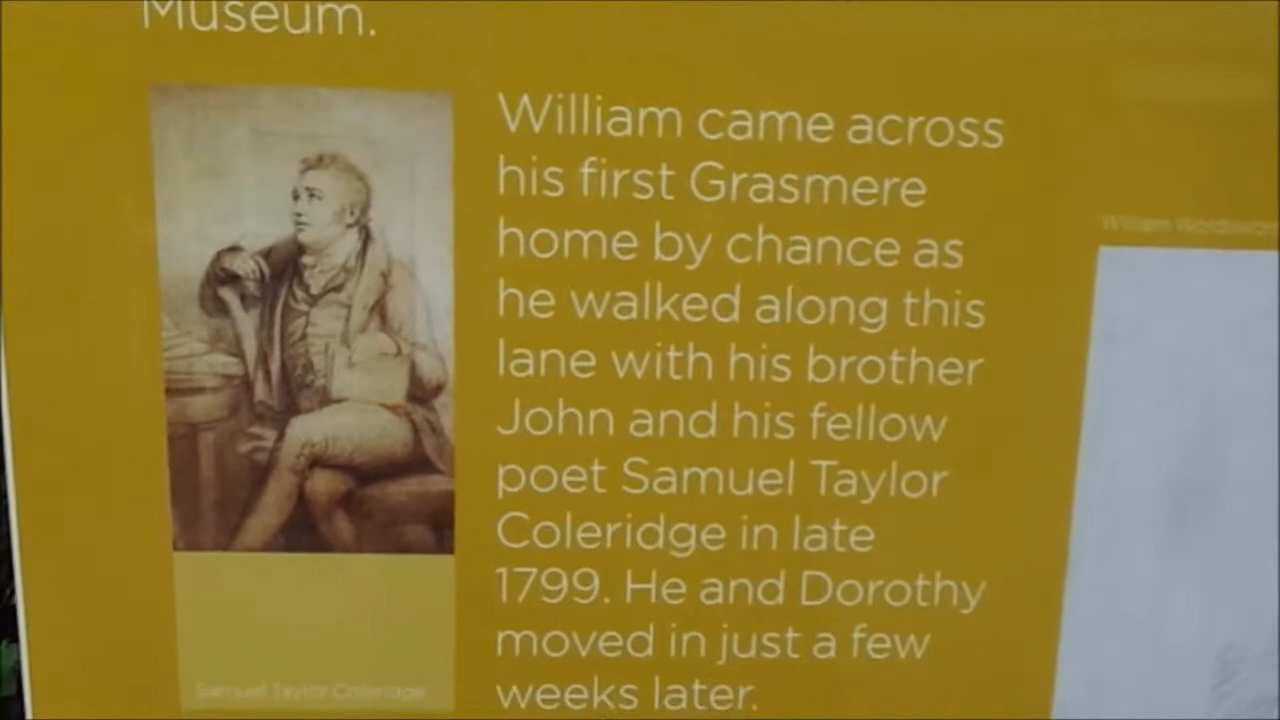 Museum.
William came across
his first Grasmere
home by chance as
he walked along this
lane with his brother
John and his fellow
poet Samuel Taylor
Coleridge in late
1799. He and Dorothy
moved in just a few
weeks later.
Samuel Taylor Coleridge
William